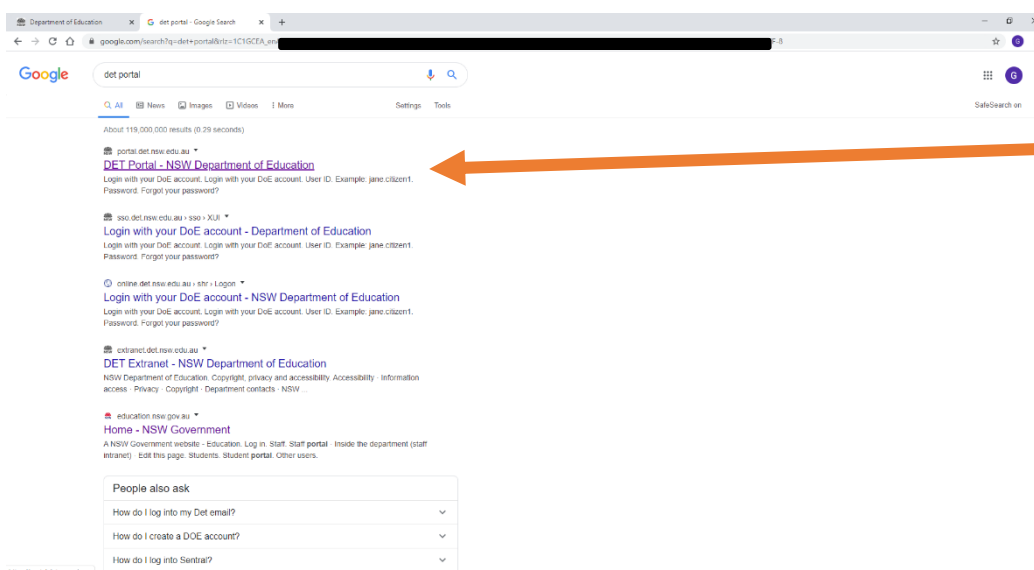 Department of Education
det portal - Google Search
google.com/search?q=det+portal&rlz=1C1GCEA_en
F-8
G
Google
det portal
G
All News Images Videos More Settings Tools
SafeSearch on
About 119,000,000 results (0.29 seconds)
portal.det.nsw.edu.au
DET Portal - NSW Department of Education
Login with your DoE account. Login with your DoE account. User ID. Example: jane.citizen1.
Password. Forgot your password?
sso.det.nsw.edu.au › sso › XUI
Login with your DoE account - Department of Education
Login with your DoE account. Login with your DoE account. User ID. Example: jane.citizen1.
Password. Forgot your password?
online.det.nsw.edu.au › shr › Logon
Login with your DoE account - NSW Department of Education
Login with your DoE account. Login with your DoE account. User ID. Example: jane.citizen1.
Password. Forgot your password?
extranet.det.nsw.edu.au
DET Extranet - NSW Department of Education
NSW Department of Education. Copyright, privacy and accessibility. Accessibility · Information
access · Privacy · Copyright · Department contacts · NSW ...
education.nsw.gov.au
Home - NSW Government
A NSW Government website - Education. Log in. Staff. Staff portal · Inside the department (staff
intranet) · Edit this page. Students. Student portal. Other users.
People also ask
How do I log into my Det email?
How do I create a DOE account?
How do I log into Sentral?